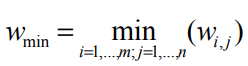 w_min = min_{i=1,...,m; j=1,...,n} (w_{i,j})